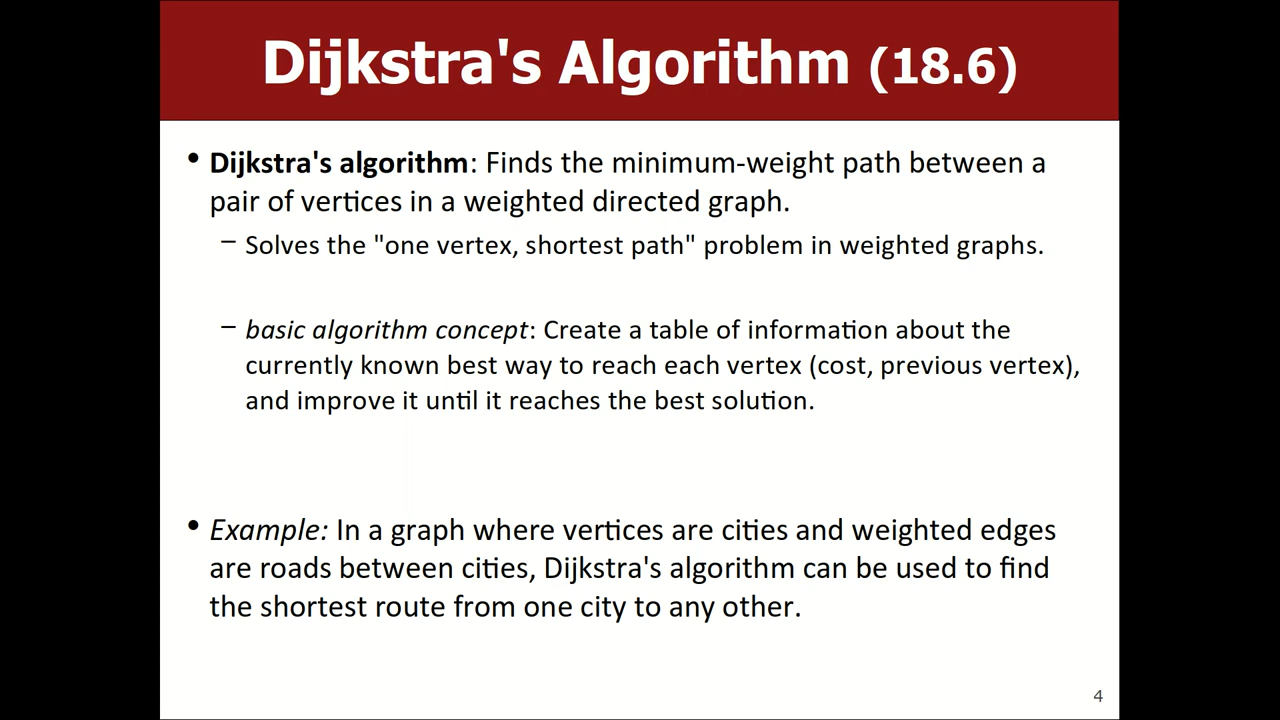 Dijkstra's Algorithm (18.6)
• Dijkstra's algorithm: Finds the minimum-weight path between a
pair of vertices in a weighted directed graph.
– Solves the "one vertex, shortest path" problem in weighted graphs.
– basic algorithm concept: Create a table of information about the
currently known best way to reach each vertex (cost, previous vertex),
and improve it until it reaches the best solution.
• Example: In a graph where vertices are cities and weighted edges
are roads between cities, Dijkstra's algorithm can be used to find
the shortest route from one city to any other.
4